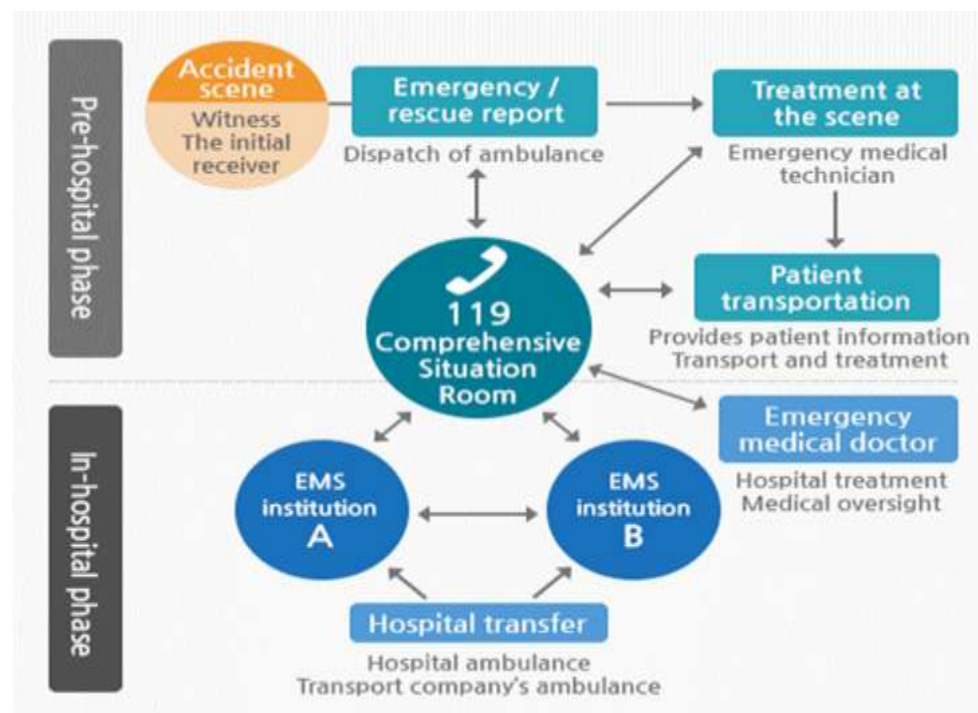 Pre-hospital phase
Accident
scene
Witness
The initial
receiver
Emergency /
rescue report
Dispatch of ambulance
Treatment at
the scene
Emergency medical
technician
119
Comprehensive
Situation
Room
Patient
transportation
Provides patient information
Transport and treatment
In-hospital phase
Emergency
medical doctor
Hospital treatment
Medical oversight
EMS
institution
A
EMS
institution
B
Hospital transfer
Hospital ambulance
Transport company's ambulance